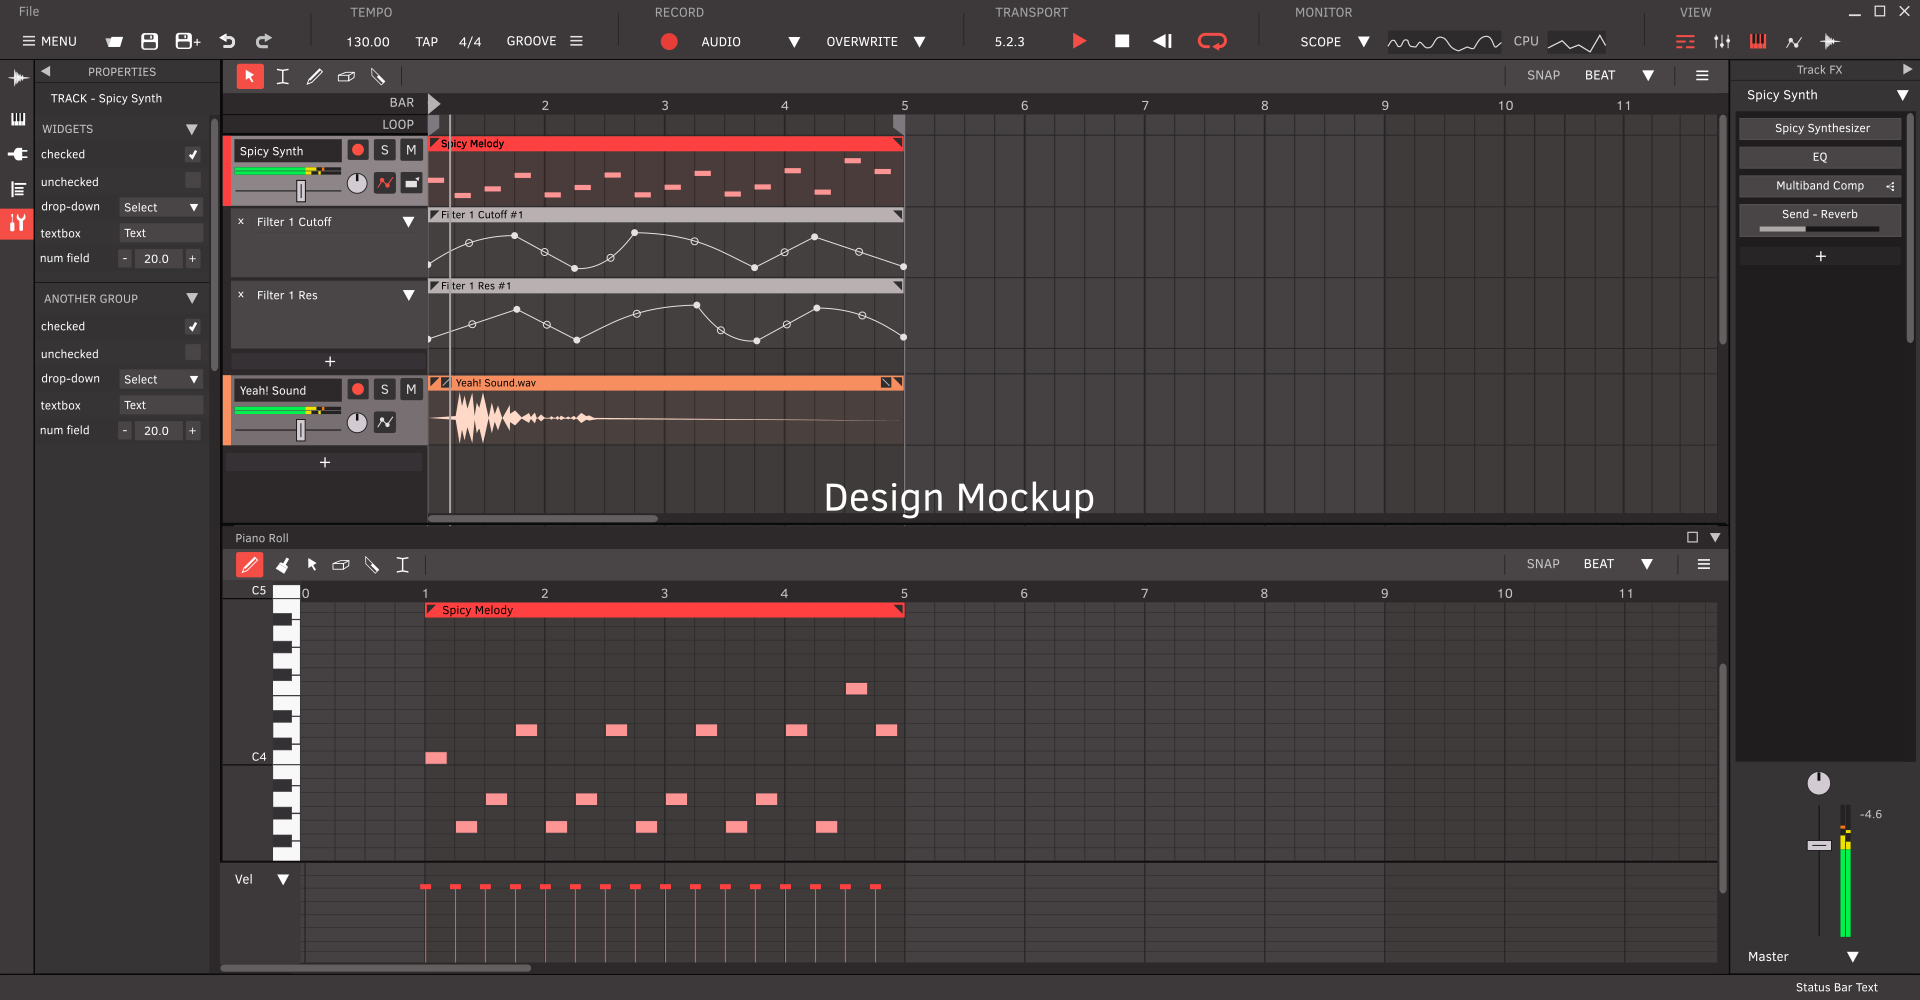 File
TEMPO
RECORD
TRANSPORT
MONITOR
VIEW
MENU
130.00
TAP
4/4
GROOVE
AUDIO
OVERWRITE
5.2.3
SCOPE
CPU
PROPERTIES
TRACK - Spicy Synth
WIDGETS
checked
unchecked
drop-down Select
textbox Text
num field - 20.0 +
ANOTHER GROUP
checked
unchecked
drop-down Select
textbox Text
num field - 20.0 +
SNAP BEAT
BAR 2 3 4 5 6 7 8 9 10 11
LOOP
Spicy Synth S M
Spicy Melody
x Filter 1 Cutoff
Filter 1 Cutoff #1
x Filter 1 Res
Filter 1 Res #1
+
Yeah! Sound S M
Yeah! Sound.wav
+
Design Mockup
Piano Roll
SNAP BEAT
C5 0 1 2 3 4 5 6 7 8 9 10 11
Spicy Melody
C4
Vel
Track FX
Spicy Synth
Spicy Synthesizer
EQ
Multiband Comp
Send - Reverb
+
-4.6
Master
Status Bar Text